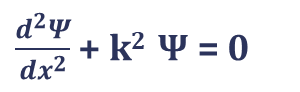 d²Ψ/dx² + k² Ψ = 0